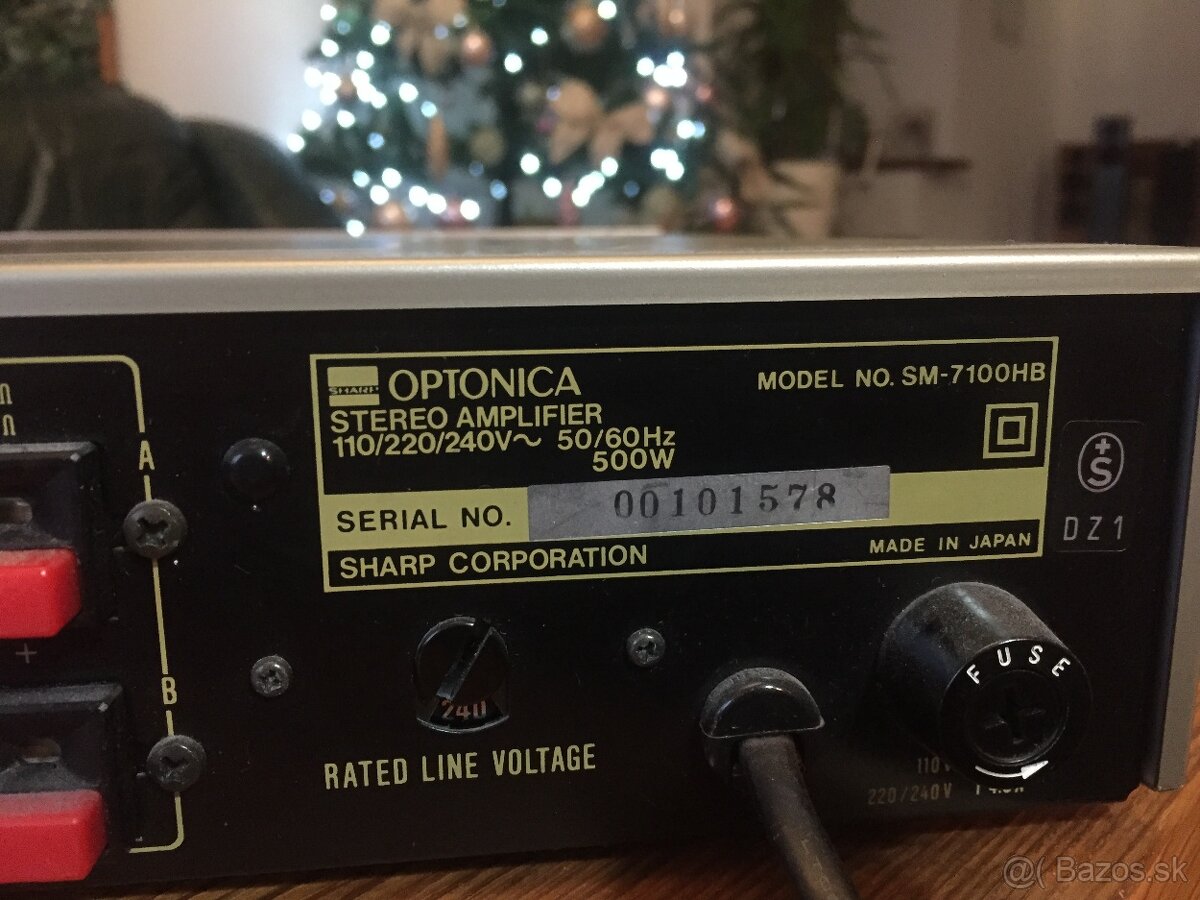 Ω
Ω
A
SHARP OPTONICA
MODEL NO. SM-7100HB
STEREO AMPLIFIER
110/220/240V~ 50/60Hz
500W
SERIAL NO. 00101578
SHARP CORPORATION
MADE IN JAPAN
+
S
DZ1
+
B
240
RATED LINE VOLTAGE
FUSE
110V
220/240V
@( Bazos.sk